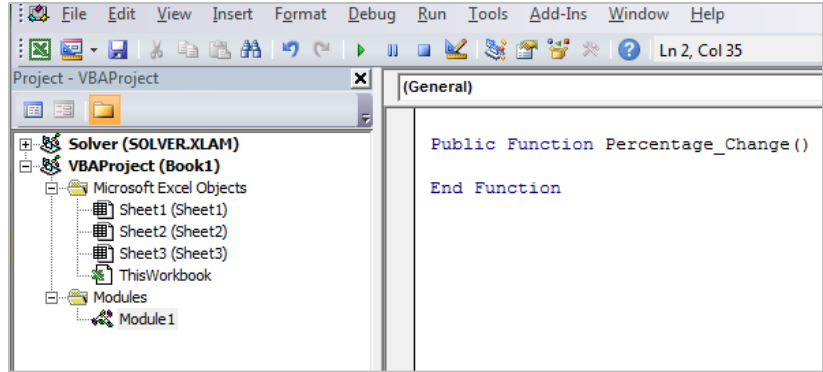 File Edit View Insert Format Debug Run Tools Add-Ins Window Help
Ln 2, Col 35
Project - VBAProject
(General)
Solver (SOLVER.XLAM)
VBAProject (Book1)
Microsoft Excel Objects
Sheet1 (Sheet1)
Sheet2 (Sheet2)
Sheet3 (Sheet3)
ThisWorkbook
Modules
Module1
Public Function Percentage_Change()
End Function